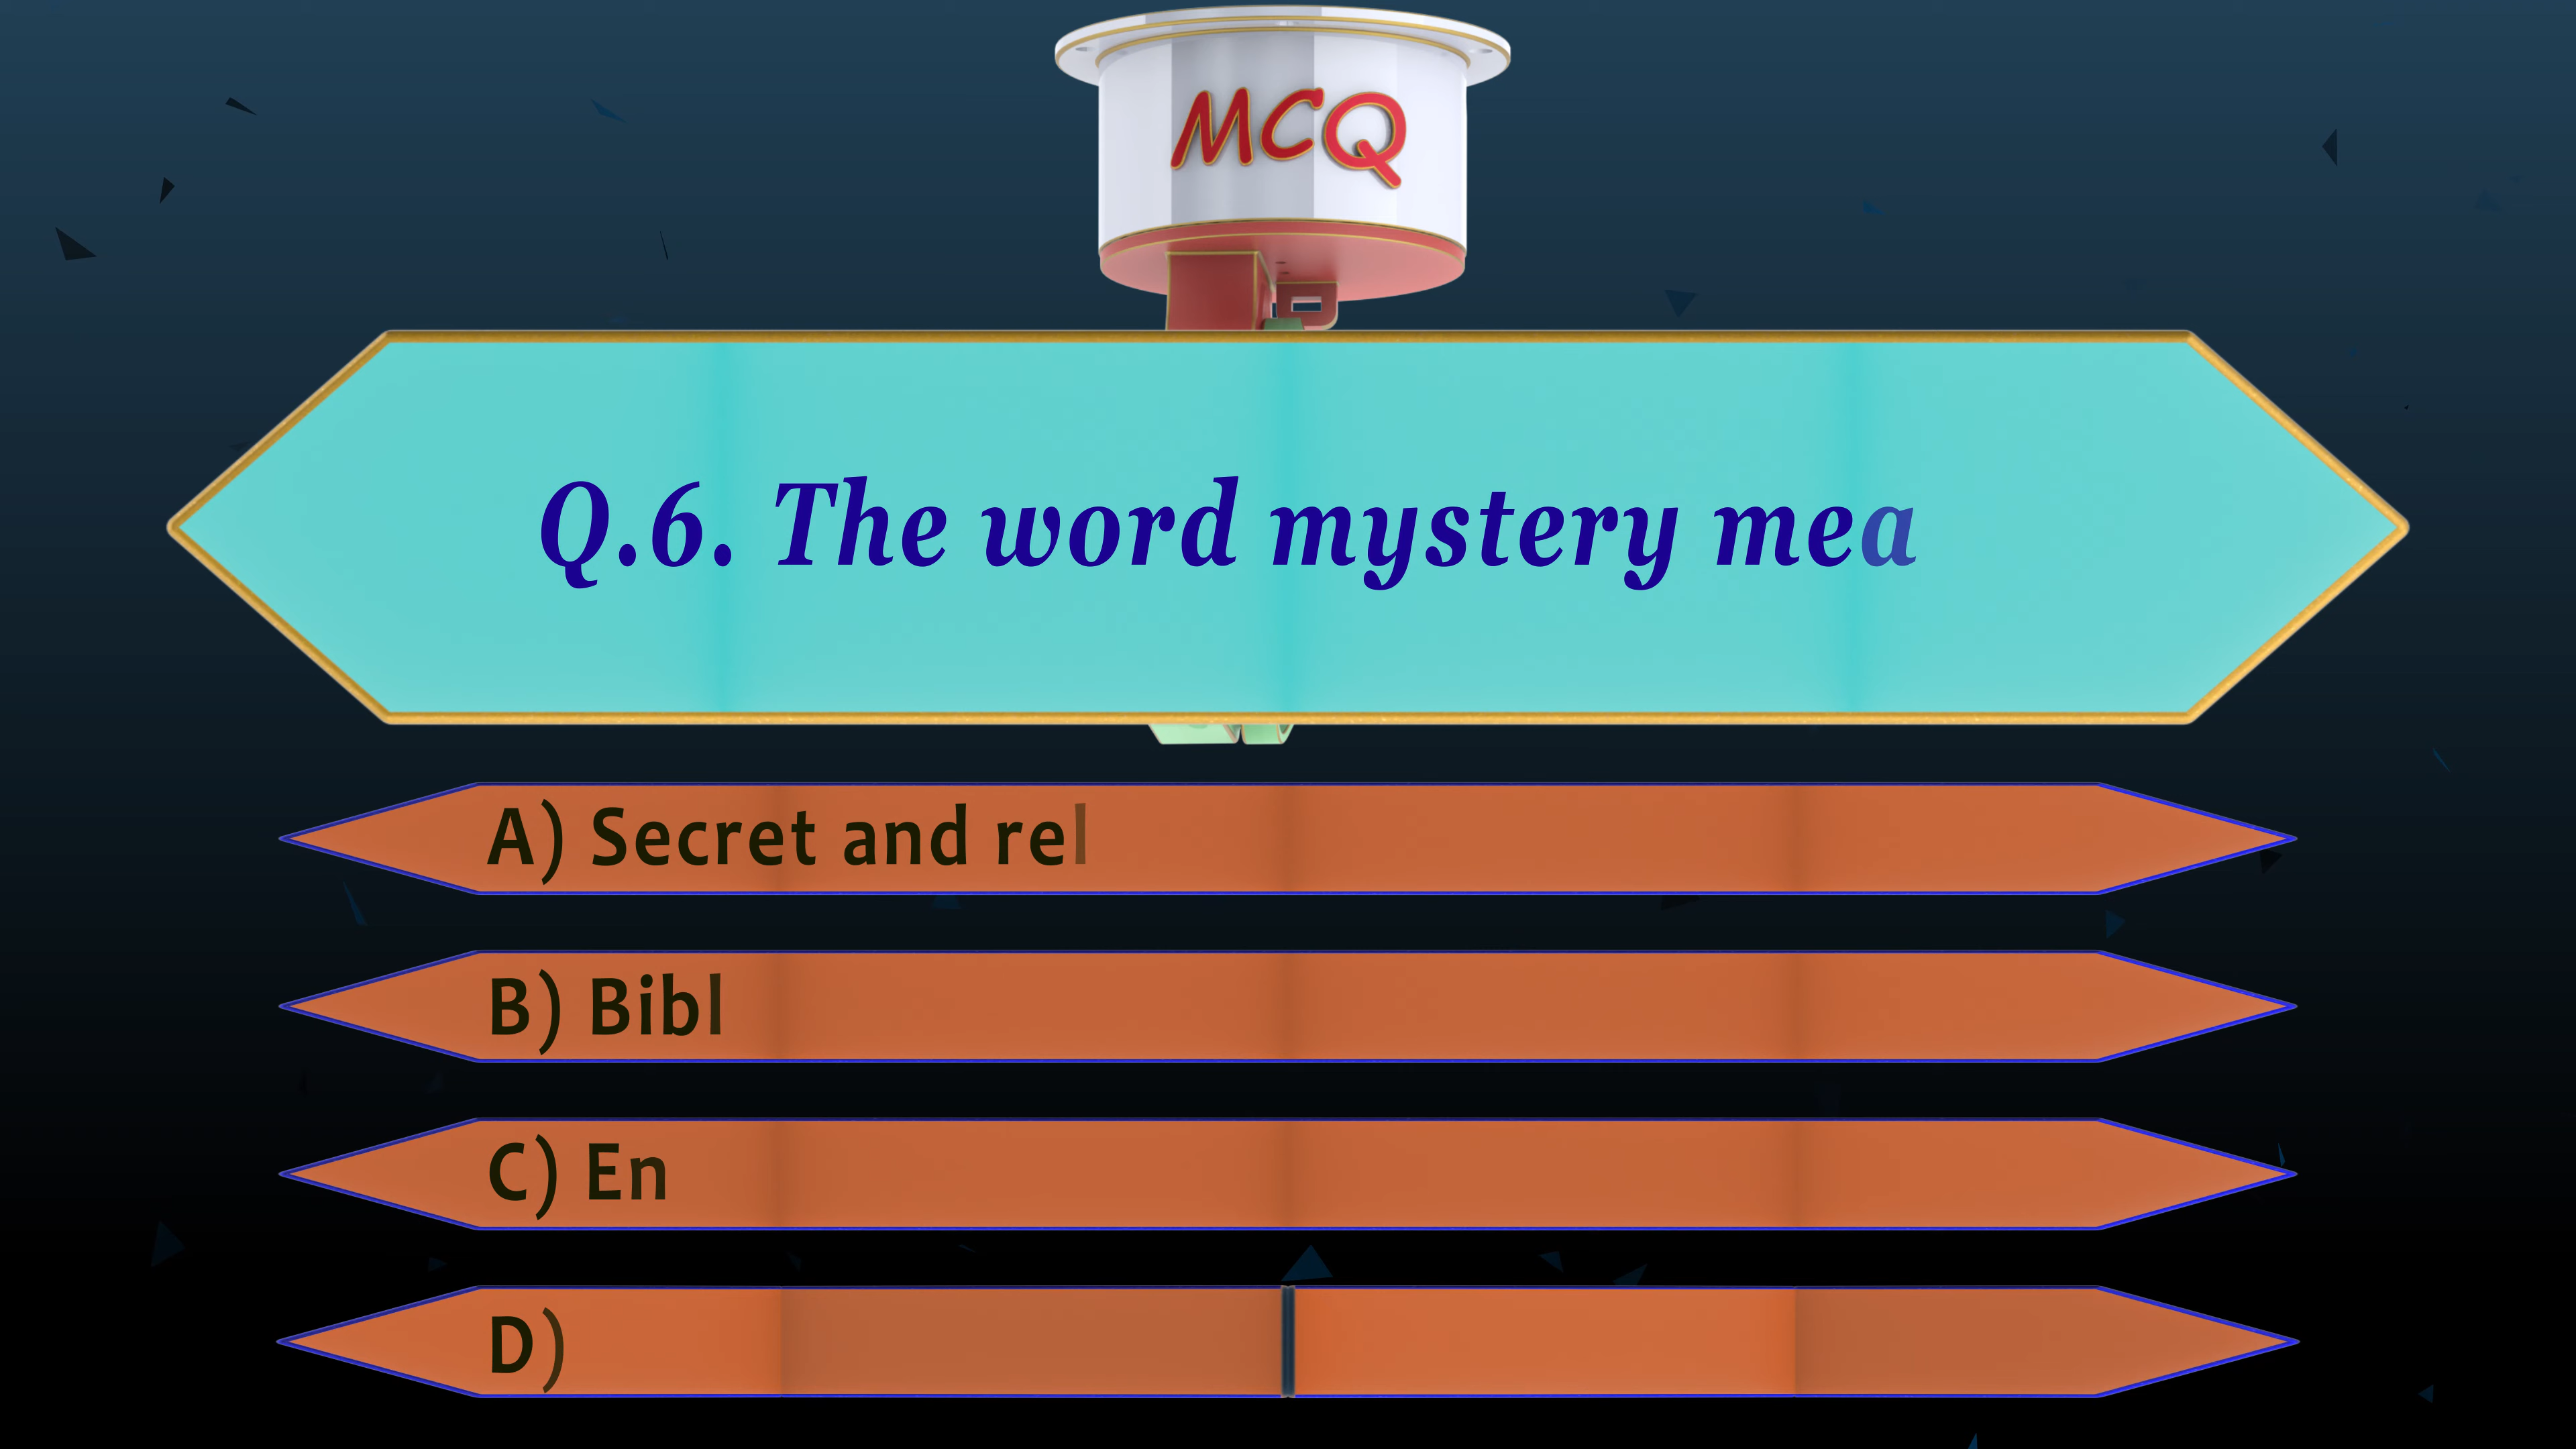 MCQ
Q.6. The word mystery mea
A) Secret and rel
B) Bibl
C) En
D)